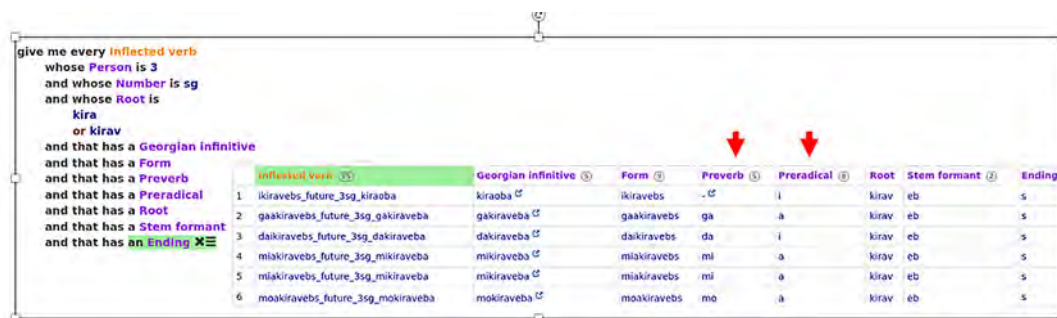 give me every Inflected verb
whose Person is 3
and whose Number is sg
and whose Root is
kira
or kirav
and that has a Georgian infinitive
and that has a Form
and that has a Preverb
and that has a Preradical
and that has a Root
and that has a Stem formant
and that has an Ending
Inflected verb Georgian infinitive Form Preverb Preradical Root Stem formant Ending
1 ikiravebs_future_3sg_kiraoba kiraoba ikiravebs - i kirav eb s
2 gaakiravebs_future_3sg_gakiraveba gakiraveba gaakiravebs ga a kirav eb s
3 daikiravebs_future_3sg_dakiraveba dakiraveba daikiravebs da i kirav eb s
4 miakiravebs_future_3sg_mikiraveba mikiraveba miakiravebs mi a kirav eb s
5 miakiravebs_future_3sg_mikiraveba mikiraveba miakiravebs mi a kirav eb s
6 moakiravebs_future_3sg_mokiraveba mokiraveba moakiravebs mo a kirav eb s